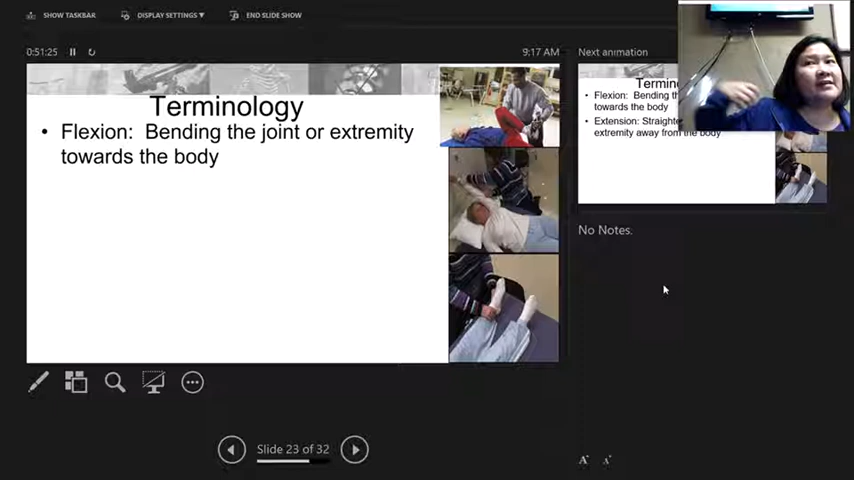 SHOW TASKBAR
DISPLAY SETTINGS ▼
END SLIDE SHOW
0:51:25
9:17 AM
Next animation
Terminology
• Flexion: Bending the joint or extremity
towards the body
• Flexion: Bending th
towards the body
• Extension: Straighte
extremity away from the body
No Notes.
Slide 23 of 32
A
A